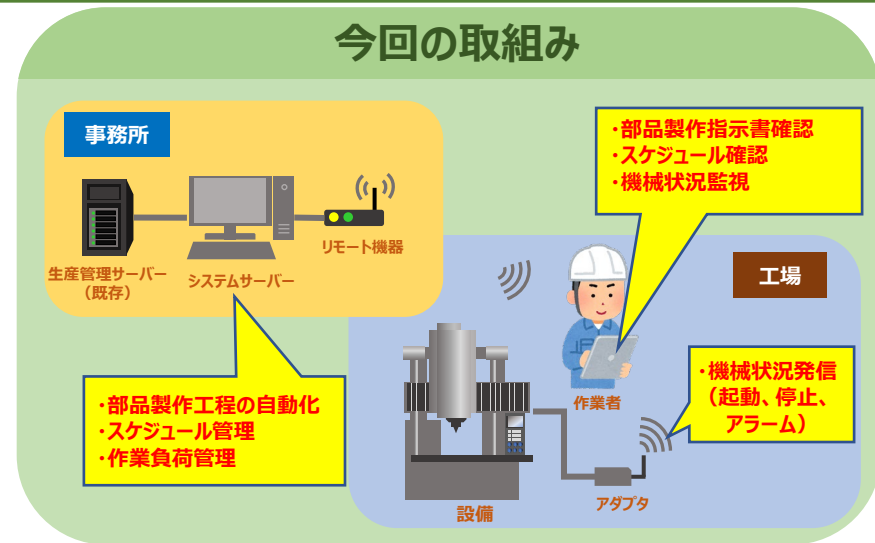 今回の取組み
事務所
生産管理サーバー
（既存）
システムサーバー
リモート機器
・部品製作工程の自動化
・スケジュール管理
・作業負荷管理
・部品製作指示書確認
・スケジュール確認
・機械状況監視
工場
作業者
・機械状況発信
（起動、停止、
アラーム）
設備
アダプタ